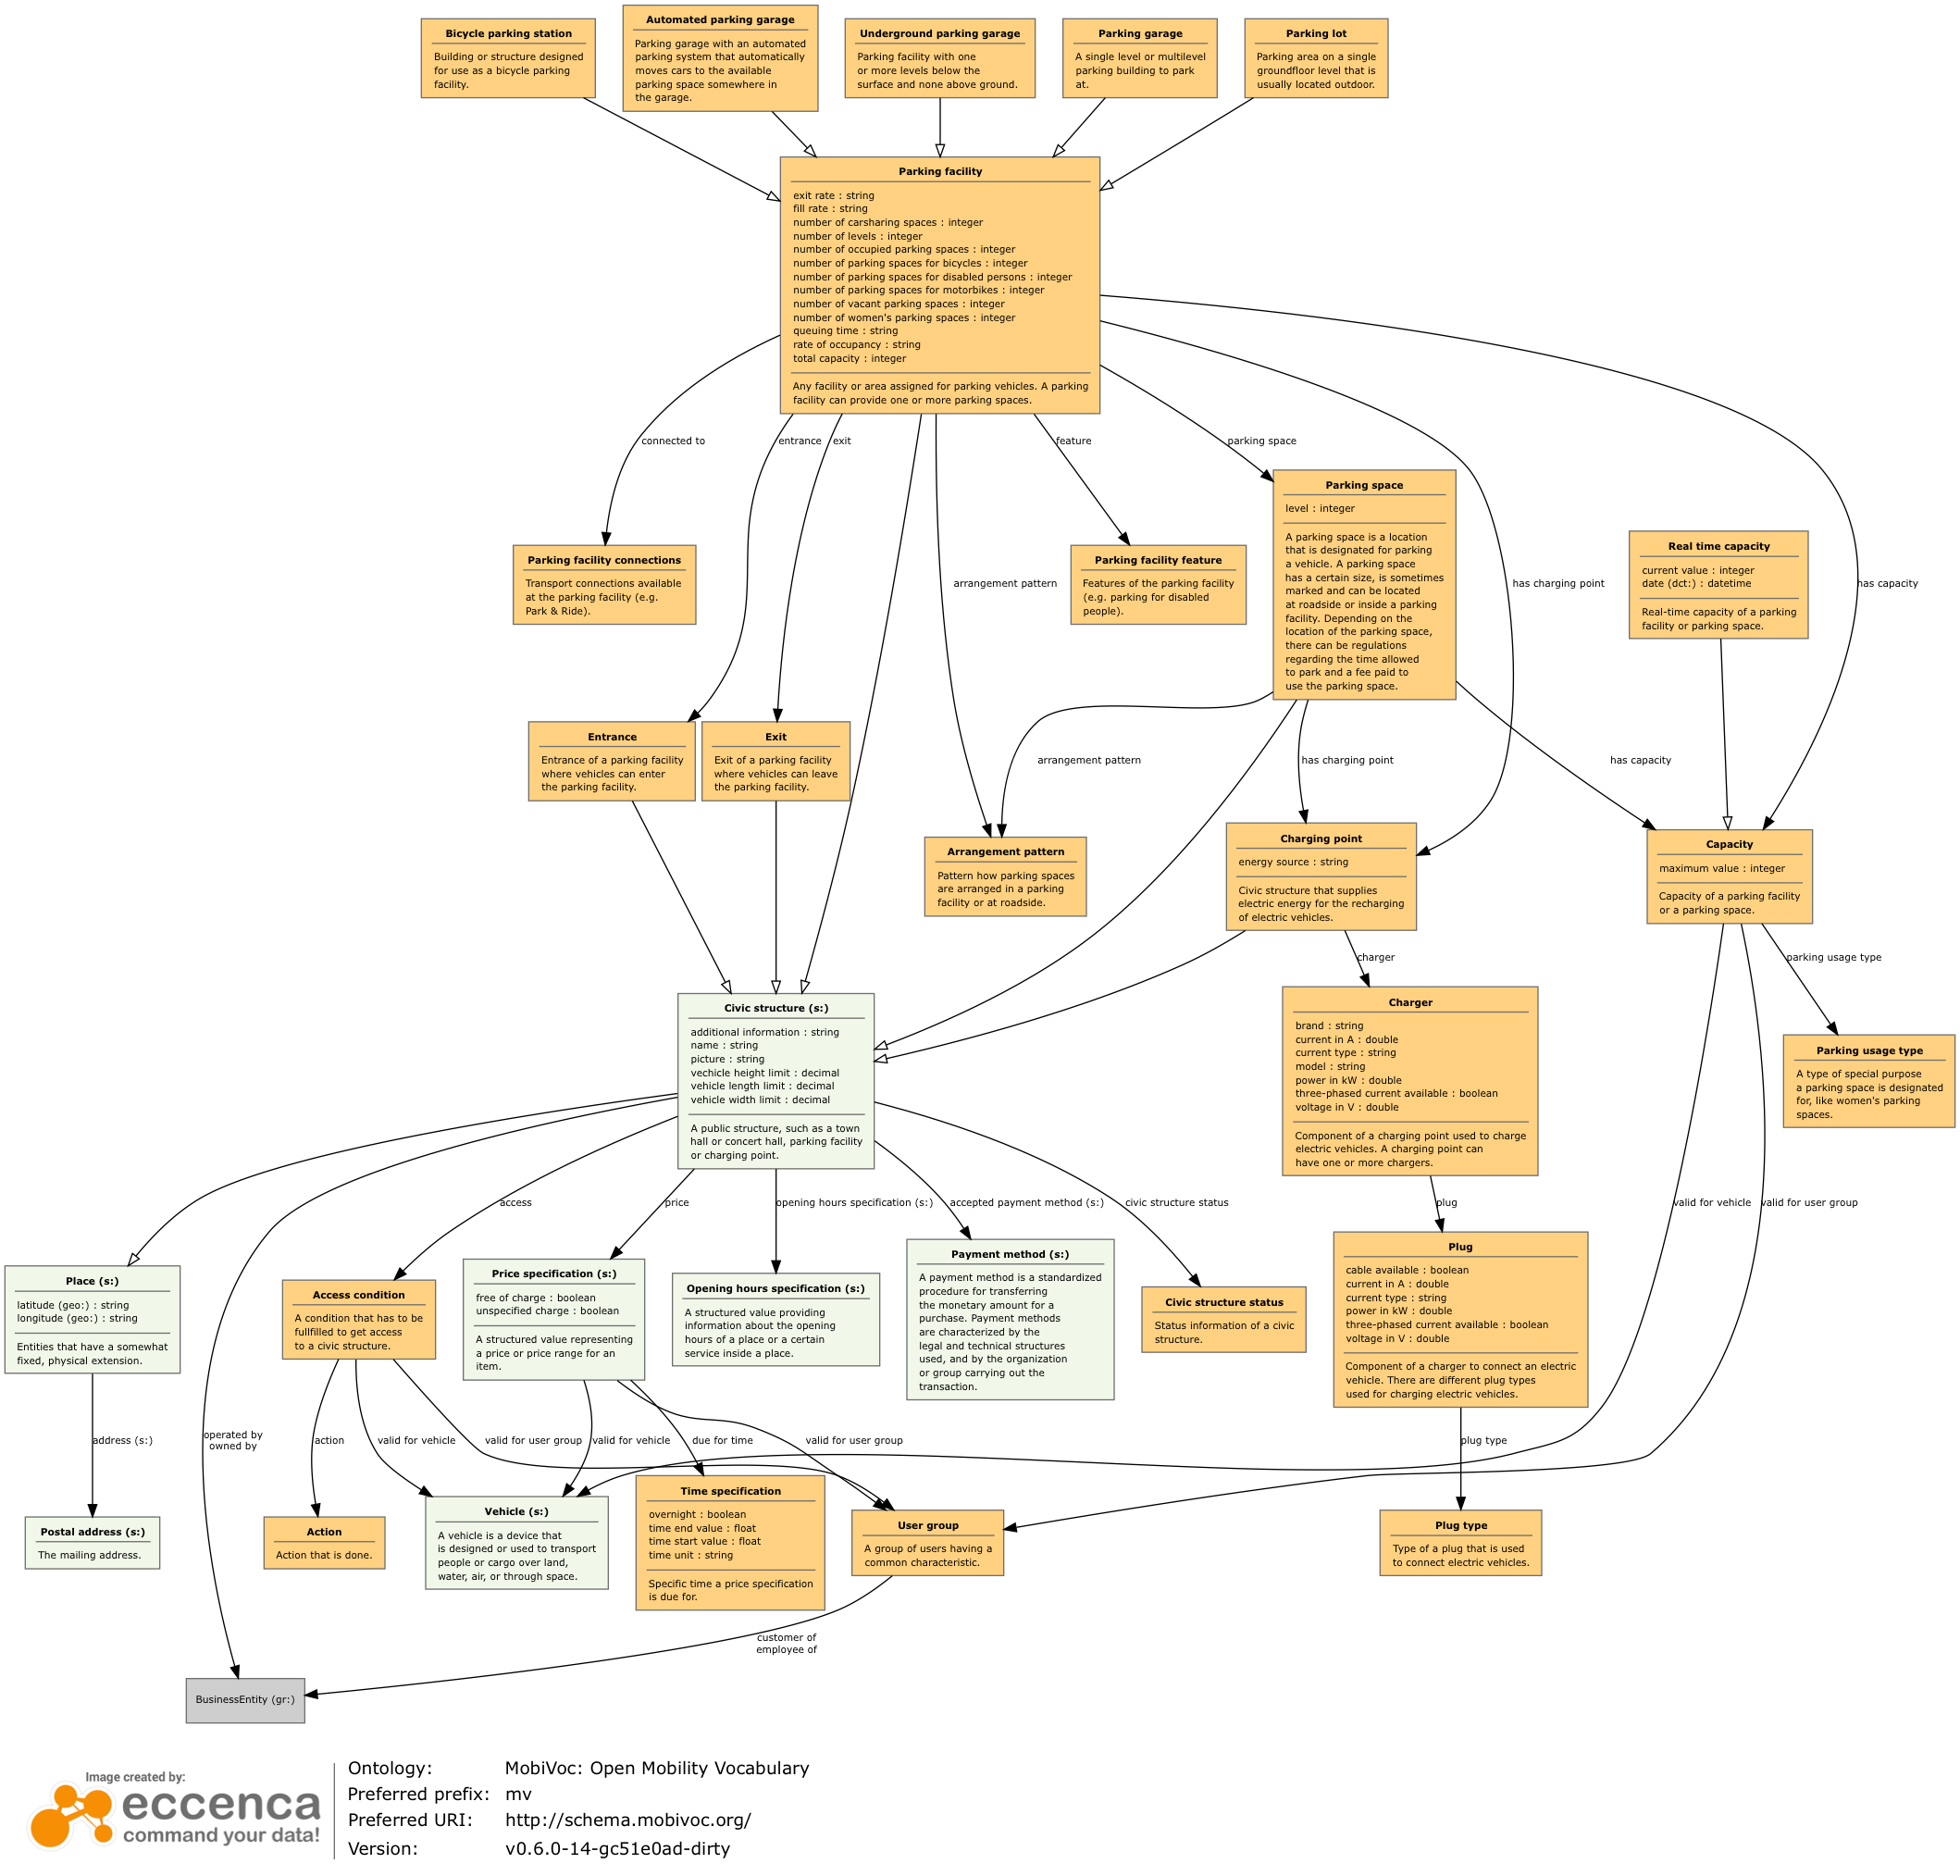 Bicycle parking station
Building or structure designed
for use as a bicycle parking
facility.
Automated parking garage
Parking garage with an automated
parking system that automatically
moves cars to the available
parking space somewhere in
the garage.
Underground parking garage
Parking facility with one
or more levels below the
surface and none above ground.
Parking garage
A single level or multilevel
parking building to park
at.
Parking lot
Parking area on a single
groundfloor level that is
usually located outdoor.
Parking facility
exit rate : string
fill rate : string
number of carsharing spaces : integer
number of levels : integer
number of occupied parking spaces : integer
number of parking spaces for bicycles : integer
number of parking spaces for disabled persons : integer
number of parking spaces for motorbikes : integer
number of vacant parking spaces : integer
number of women's parking spaces : integer
queuing time : string
rate of occupancy : string
total capacity : integer
Any facility or area assigned for parking vehicles. A parking
facility can provide one or more parking spaces.
connected to
entrance
exit
feature
parking space
Parking facility connections
Transport connections available
at the parking facility (e.g.
Park & Ride).
arrangement pattern
Parking facility feature
Features of the parking facility
(e.g. parking for disabled
people).
Parking space
level : integer
A parking space is a location
that is designated for parking
a vehicle. A parking space
has a certain size, is sometimes
marked and can be located
at roadside or inside a parking
facility. Depending on the
location of the parking space,
there can be regulations
regarding the time allowed
to park and a fee paid to
use the parking space.
has charging point
Real time capacity
current value : integer
date (dct:) : datetime
Real-time capacity of a parking
facility or parking space.
has capacity
Entrance
Entrance of a parking facility
where vehicles can enter
the parking facility.
Exit
Exit of a parking facility
where vehicles can leave
the parking facility.
arrangement pattern
has charging point
has capacity
Arrangement pattern
Pattern how parking spaces
are arranged in a parking
facility or at roadside.
Charging point
energy source : string
Civic structure that supplies
electric energy for the recharging
of electric vehicles.
Capacity
maximum value : integer
Capacity of a parking facility
or a parking space.
charger
parking usage type
Civic structure (s:)
additional information : string
name : string
picture : string
vechicle height limit : decimal
vehicle length limit : decimal
vehicle width limit : decimal
A public structure, such as a town
hall or concert hall, parking facility
or charging point.
Charger
brand : string
current in A : double
current type : string
model : string
power in kW : double
three-phased current available : boolean
voltage in V : double
Component of a charging point used to charge
electric vehicles. A charging point can
have one or more chargers.
Parking usage type
A type of special purpose
a parking space is designated
for, like women's parking
spaces.
access
price
opening hours specification (s:)
accepted payment method (s:)
civic structure status
plug
valid for vehicle
valid for user group
Place (s:)
latitude (geo:) : string
longitude (geo:) : string
Entities that have a somewhat
fixed, physical extension.
Access condition
A condition that has to be
fullfilled to get access
to a civic structure.
Price specification (s:)
free of charge : boolean
unspecified charge : boolean
A structured value representing
a price or price range for an
item.
Opening hours specification (s:)
A structured value providing
information about the opening
hours of a place or a certain
service inside a place.
Payment method (s:)
A payment method is a standardized
procedure for transferring
the monetary amount for a
purchase. Payment methods
are characterized by the
legal and technical structures
used, and by the organization
or group carrying out the
transaction.
Civic structure status
Status information of a civic
structure.
Plug
cable available : boolean
current in A : double
current type : string
power in kW : double
three-phased current available : boolean
voltage in V : double
Component of a charger to connect an electric
vehicle. There are different plug types
used for charging electric vehicles.
address (s:)
operated by
owned by
action
valid for vehicle
valid for user group
valid for vehicle
due for time
valid for user group
plug type
Postal address (s:)
The mailing address.
Action
Action that is done.
Vehicle (s:)
A vehicle is a device that
is designed or used to transport
people or cargo over land,
water, air, or through space.
Time specification
overnight : boolean
time end value : float
time start value : float
time unit : string
Specific time a price specification
is due for.
User group
A group of users having a
common characteristic.
Plug type
Type of a plug that is used
to connect electric vehicles.
customer of
employee of
BusinessEntity (gr:)
Image created by:
eccenca
command your data!
Ontology: MobiVoc: Open Mobility Vocabulary
Preferred prefix: mv
Preferred URI: http://schema.mobivoc.org/
Version: v0.6.0-14-gc51e0ad-dirty